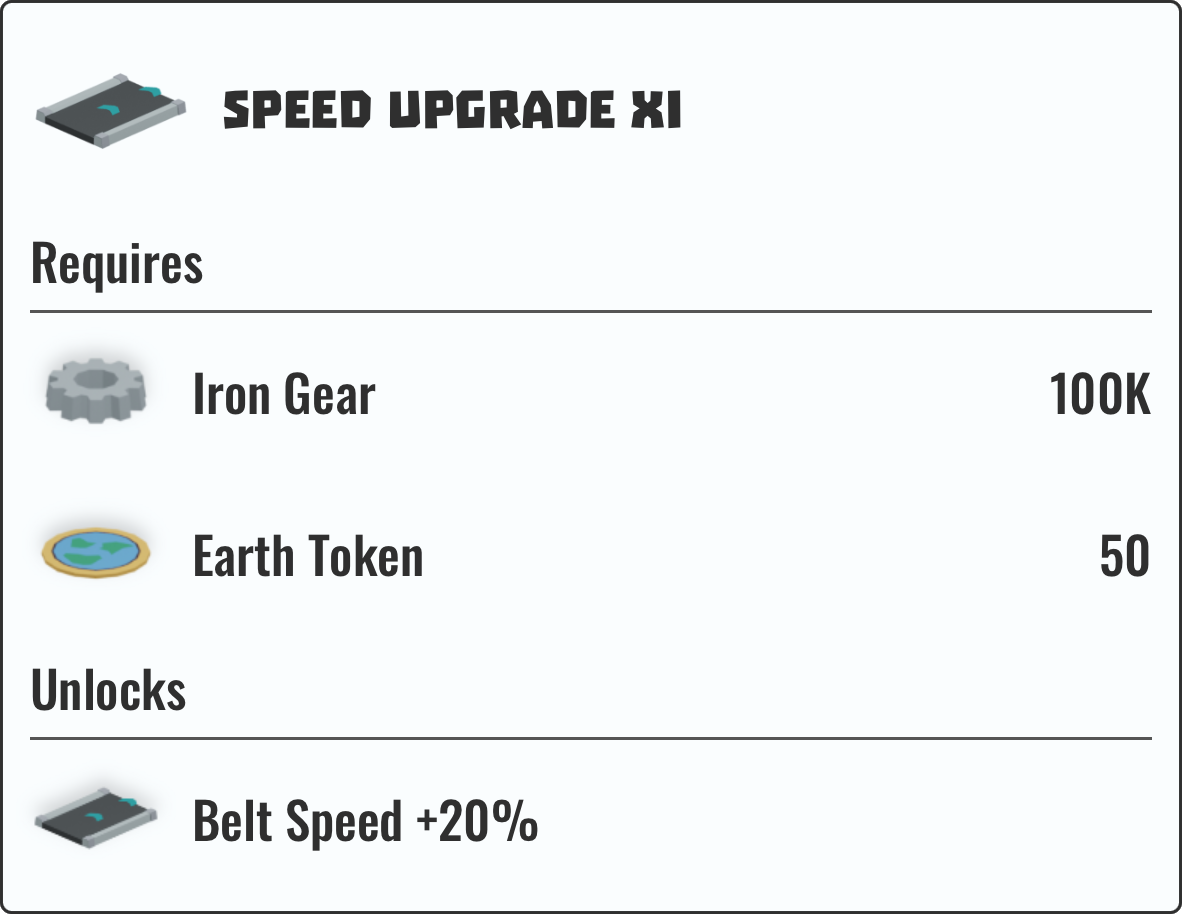 SPEED UPGRADE XI
Requires
Iron Gear 100K
Earth Token 50
Unlocks
Belt Speed +20%